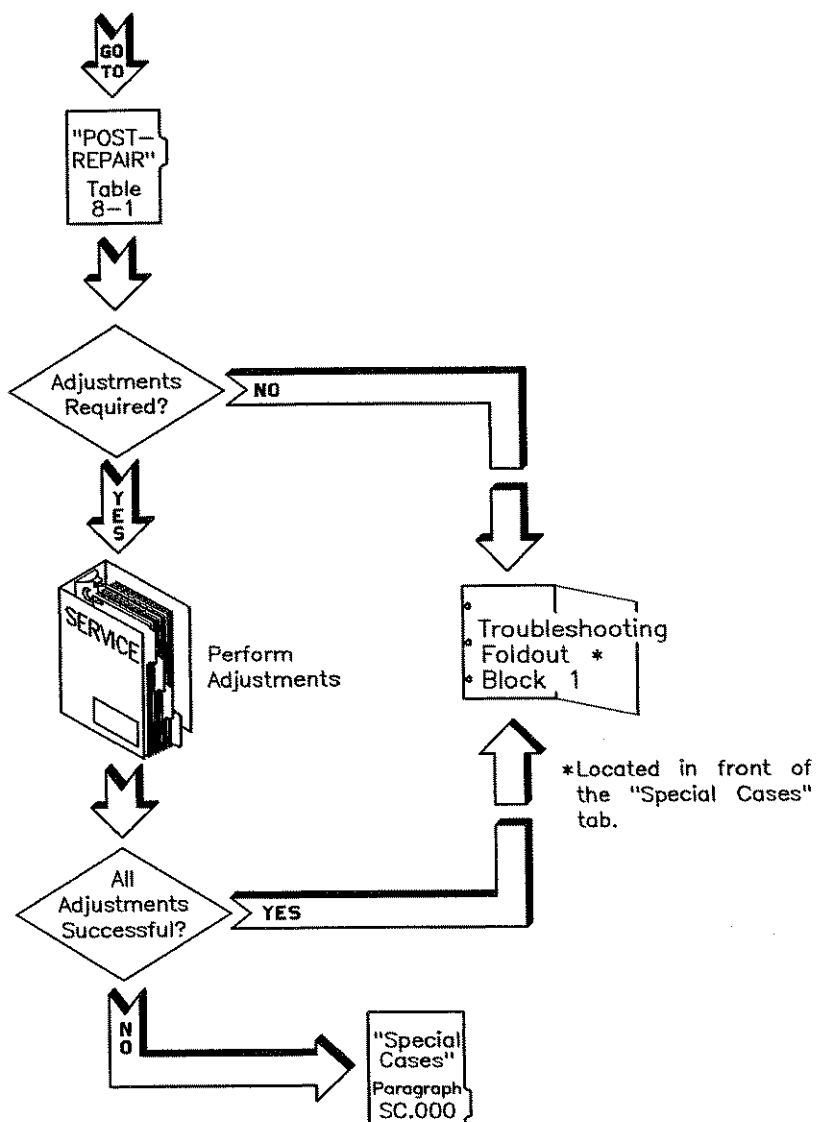 GO
TO
"POST-
REPAIR"
Table
8-1
Adjustments
Required?
NO
YES
SERVICE
Perform
Adjustments
Troubleshooting
Foldout *
Block 1
*Located in front of
the "Special Cases"
tab.
All
Adjustments
Successful?
YES
NO
"Special
Cases"
Paragraph
SC.000